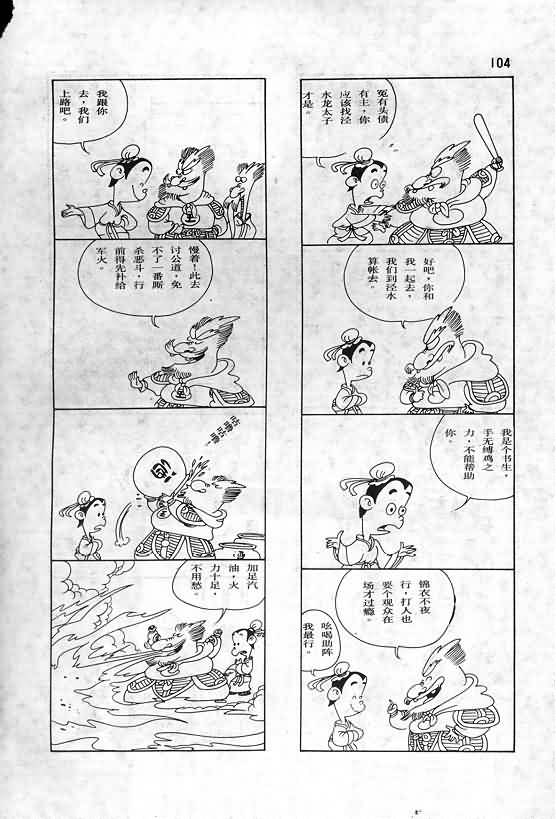 104
冤有头债
有主，你
应该找泾
水龙太子
才是。
好吧，你和
我一起去，
我们到泾水
算帐去。
我是个书生，
手无缚鸡之
力，不能帮助
你。
锦衣不夜
行，打人也
要个观众在
场才过瘾。
吆喝助阵
我最行。
我跟你
去，我们
上路吧。
慢着！此去
讨公道，免
不了一番厮
杀恶斗，行
前得先补给
军火。
咕噜咕噜，
加足汽
油，火
力十足，
不用愁。